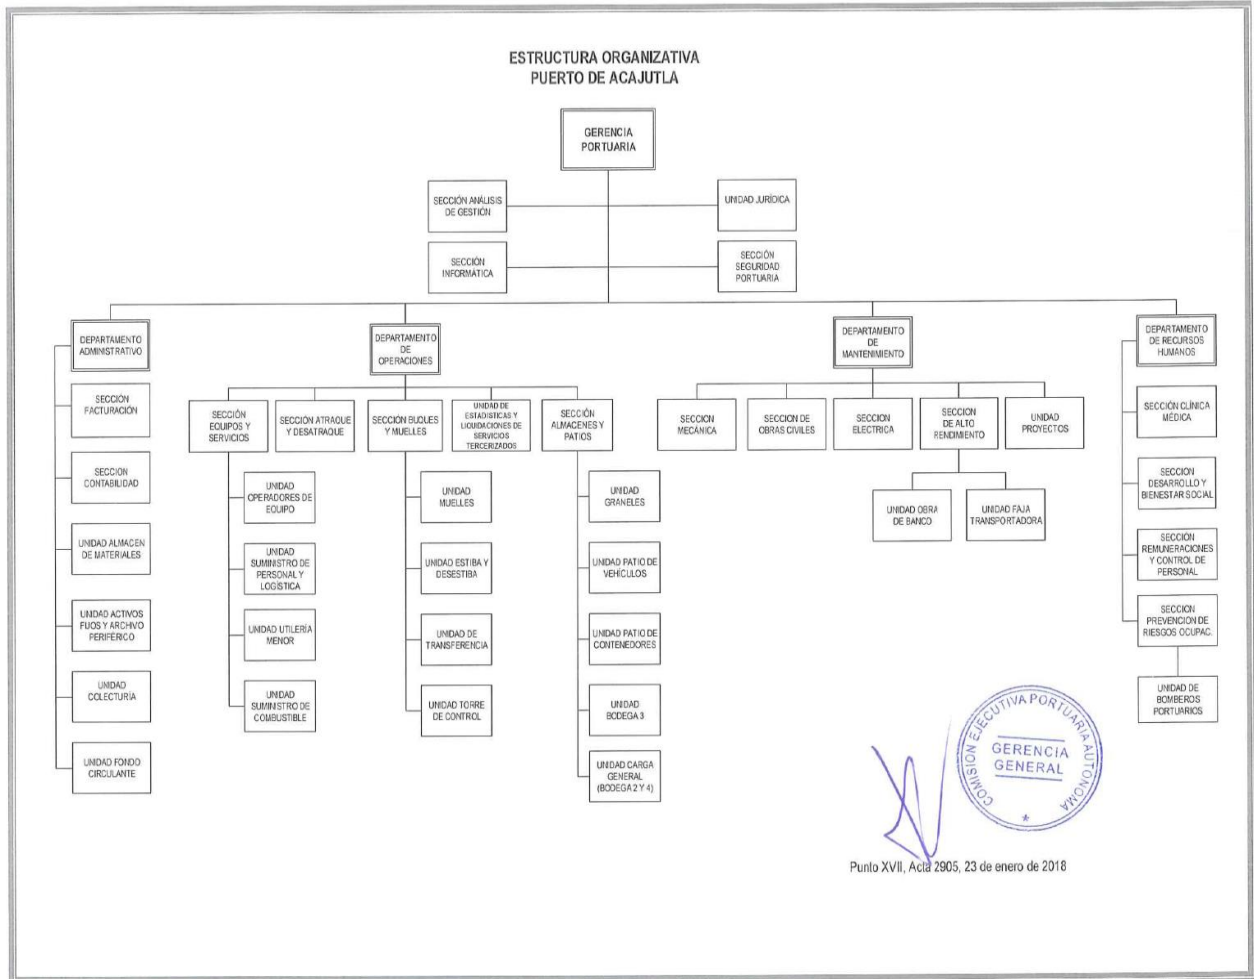 ESTRUCTURA ORGANIZATIVA
PUERTO DE ACAJUTLA
GERENCIA
PORTUARIA
SECCIÓN ANÁLISIS
DE GESTIÓN
UNIDAD JURÍDICA
SECCIÓN
INFORMÁTICA
SECCIÓN
SEGURIDAD
PORTUARIA
DEPARTAMENTO
ADMINISTRATIVO
DEPARTAMENTO
DE
OPERACIONES
DEPARTAMENTO
DE
MANTENIMIENTO
DEPARTAMENTO
DE RECURSOS
HUMANOS
SECCIÓN
FACTURACIÓN
SECCION
CONTABILIDAD
UNIDAD ALMACEN
DE MATERIALES
UNIDAD ACTIVOS
FIJOS Y ARCHIVO
PERIFÉRICO
UNIDAD
COLECTURÍA
UNIDAD FONDO
CIRCULANTE
SECCIÓN
EQUIPOS Y
SERVICIOS
SECCIÓN ATRAQUE
Y DESATRAQUE
SECCIÓN BUQUES
Y MUELLES
UNIDAD DE
ESTADISTICAS Y
LIQUIDACIONES DE
SERVICIOS
TERCERIZADOS
SECCIÓN
ALMACENES Y
PATIOS
UNIDAD
OPERADORES DE
EQUIPO
UNIDAD
SUMINISTRO DE
PERSONAL Y
LOGÍSTICA
UNIDAD UTILERÍA
MENOR
UNIDAD
SUMINISTRO DE
COMBUSTIBLE
UNIDAD
MUELLES
UNIDAD ESTIBA Y
DESESTIBA
UNIDAD DE
TRANSFERENCIA
UNIDAD TORRE
DE CONTROL
UNIDAD
GRANELES
UNIDAD PATIO DE
VEHÍCULOS
UNIDAD PATIO DE
CONTENEDORES
UNIDAD
BODEGA 3
UNIDAD CARGA
GENERAL
(BODEGA 2 Y 4)
SECCION
MECÁNICA
SECCION DE
OBRAS CIVILES
SECCION
ELECTRICA
SECCION
DE ALTO
RENDIMIENTO
UNIDAD
PROYECTOS
UNIDAD OBRA
DE BANCO
UNIDAD FAJA
TRANSPORTADORA
SECCIÓN CLÍNICA
MÉDICA
SECCION
DESARROLLO Y
BIENESTAR SOCIAL
SECCIÓN
REMUNERACIONES
Y CONTROL DE
PERSONAL
SECCION
PREVENCION DE
RIESGOS OCUPAC.
UNIDAD DE
BOMBEROS
PORTUARIOS
COMISION EJECUTIVA PORTUARIA AUTONOMA
GERENCIA
GENERAL
Punto XVII, Acta 2905, 23 de enero de 2018